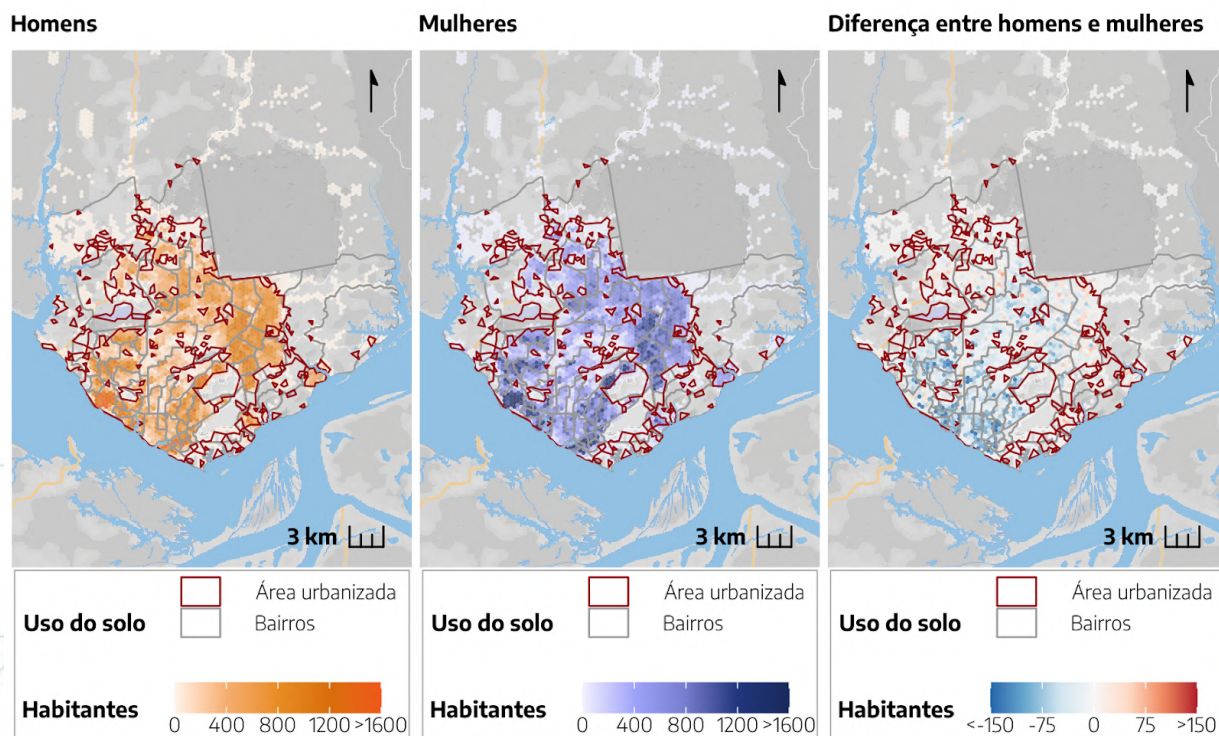 Homens
Mulheres
Diferença entre homens e mulheres
3 km
3 km
3 km
Uso do solo
Área urbanizada
Bairros
Habitantes
0 400 800 1200 >1600
Uso do solo
Área urbanizada
Bairros
Habitantes
0 400 800 1200 >1600
Uso do solo
Área urbanizada
Bairros
Habitantes
<-150 -75 0 75 >150